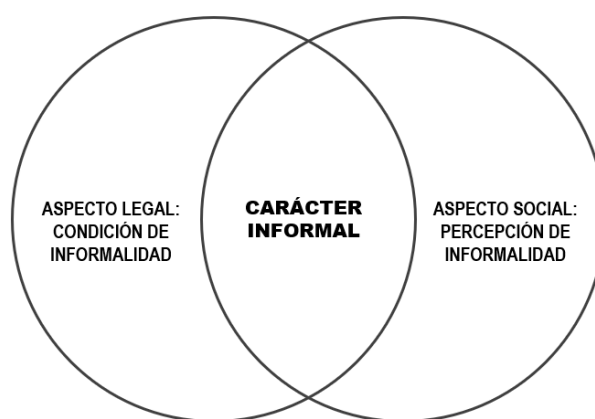 ASPECTO LEGAL:
CONDICIÓN DE
INFORMALIDAD
CARÁCTER
INFORMAL
ASPECTO SOCIAL:
PERCEPCIÓN DE
INFORMALIDAD